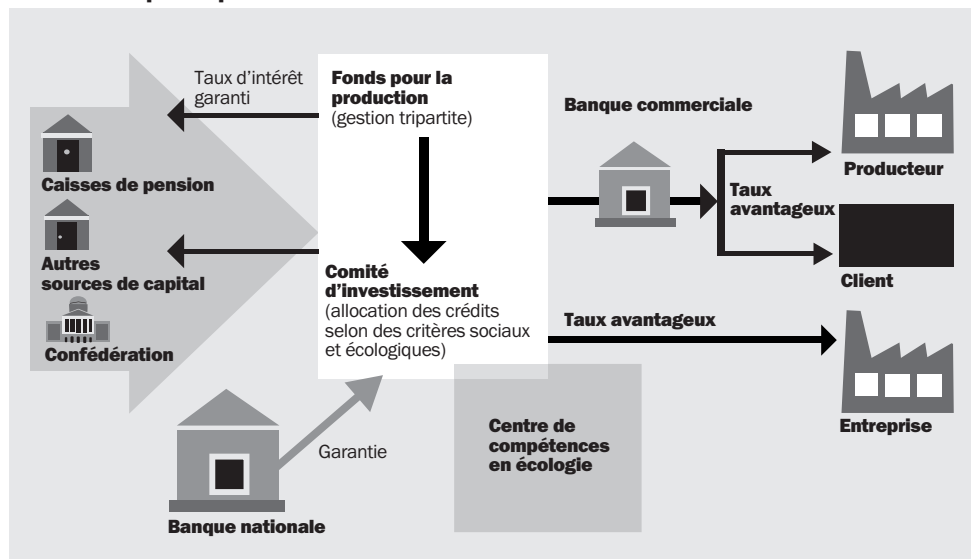 Taux d'intérêt
garanti
Caisses de pension
Autres
sources de capital
Confédération
Fonds pour la
production
(gestion tripartite)
Comité
d'investissement
(allocation des crédits
selon des critères sociaux
et écologiques)
Banque nationale
Garantie
Centre de
compétences
en écologie
Banque commerciale
Taux
avantageux
Producteur
Client
Taux avantageux
Entreprise